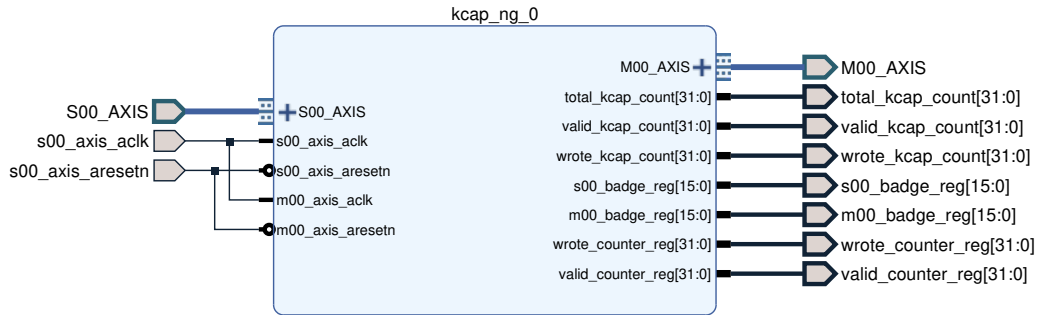 kcap_ng_0
S00_AXIS
s00_axis_aclk
s00_axis_aresetn
S00_AXIS
s00_axis_aclk
s00_axis_aresetn
m00_axis_aclk
m00_axis_aresetn
M00_AXIS
total_kcap_count[31:0]
valid_kcap_count[31:0]
wrote_kcap_count[31:0]
s00_badge_reg[15:0]
m00_badge_reg[15:0]
wrote_counter_reg[31:0]
valid_counter_reg[31:0]
M00_AXIS
total_kcap_count[31:0]
valid_kcap_count[31:0]
wrote_kcap_count[31:0]
s00_badge_reg[15:0]
m00_badge_reg[15:0]
wrote_counter_reg[31:0]
valid_counter_reg[31:0]